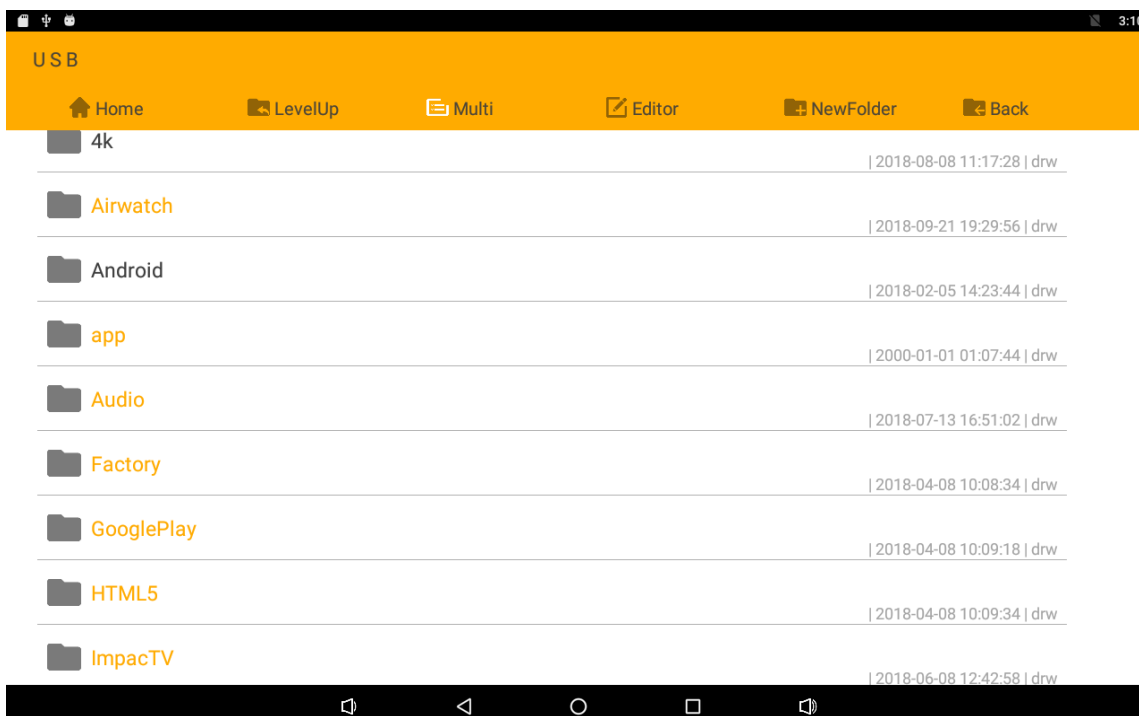 3:10
USB
Home LevelUp Multi Editor NewFolder Back
4k
| 2018-08-08 11:17:28 | drw
Airwatch
| 2018-09-21 19:29:56 | drw
Android
| 2018-02-05 14:23:44 | drw
app
| 2000-01-01 01:07:44 | drw
Audio
| 2018-07-13 16:51:02 | drw
Factory
| 2018-04-08 10:08:34 | drw
GooglePlay
| 2018-04-08 10:09:18 | drw
HTML5
| 2018-04-08 10:09:34 | drw
ImpacTV
| 2018-06-08 12:42:58 | drw